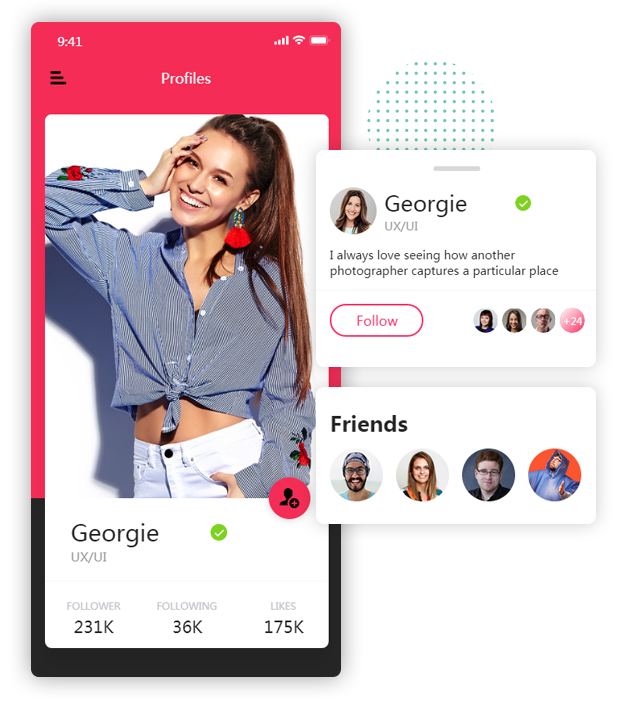 9:41
Profiles
Georgie
UX/UI
FOLLOWER FOLLOWING LIKES
231K 36K 175K
Georgie
UX/UI
I always love seeing how another
photographer captures a particular place
Follow
+24
Friends